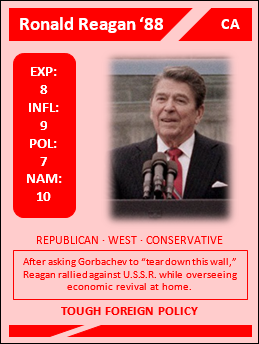 Ronald Reagan ‘88
CA
EXP:
8
INFL:
9
POL:
7
NAM:
10
REPUBLICAN · WEST · CONSERVATIVE
After asking Gorbachev to “tear down this wall,”
Reagan rallied against U.S.S.R. while overseeing
economic revival at home.
TOUGH FOREIGN POLICY